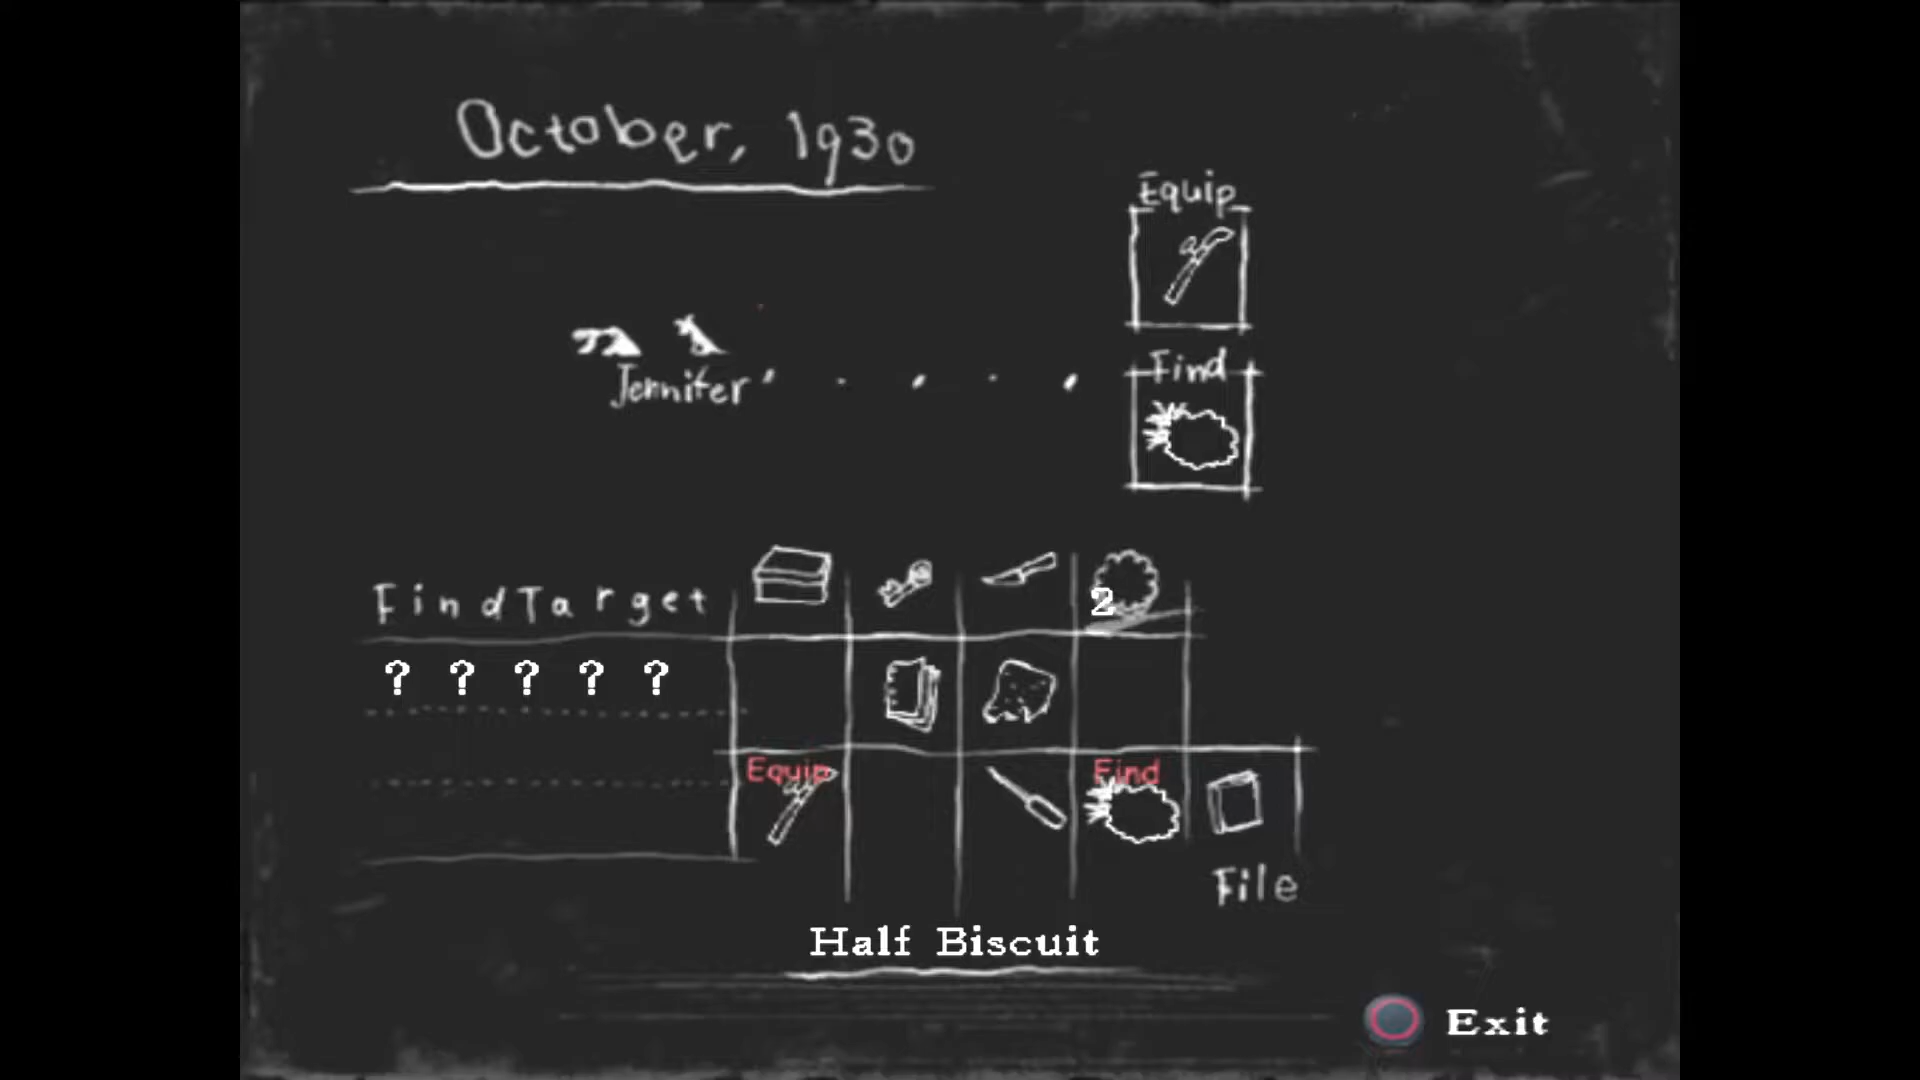 October, 1930
Equip
Find
Jennifer
FindTarget
2
? ? ? ? ?
Equip
Find
File
Half Biscuit
Exit